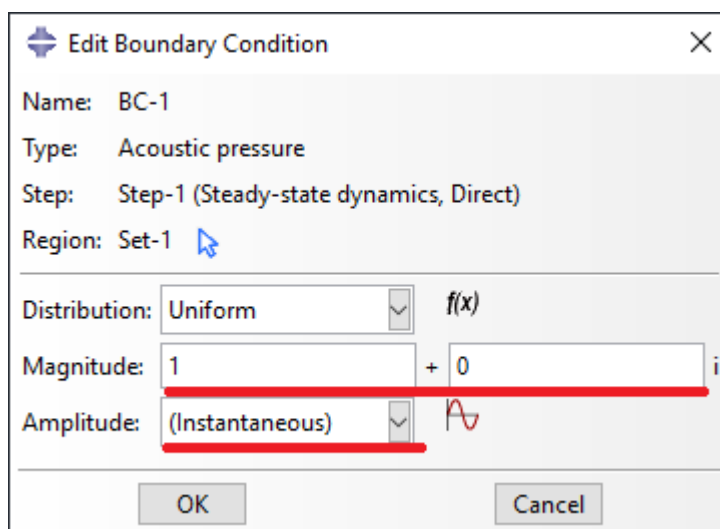 Edit Boundary Condition
Name: BC-1
Type: Acoustic pressure
Step: Step-1 (Steady-state dynamics, Direct)
Region: Set-1
Distribution: Uniform f(x)
Magnitude: 1 + 0 i
Amplitude: (Instantaneous)
OK Cancel